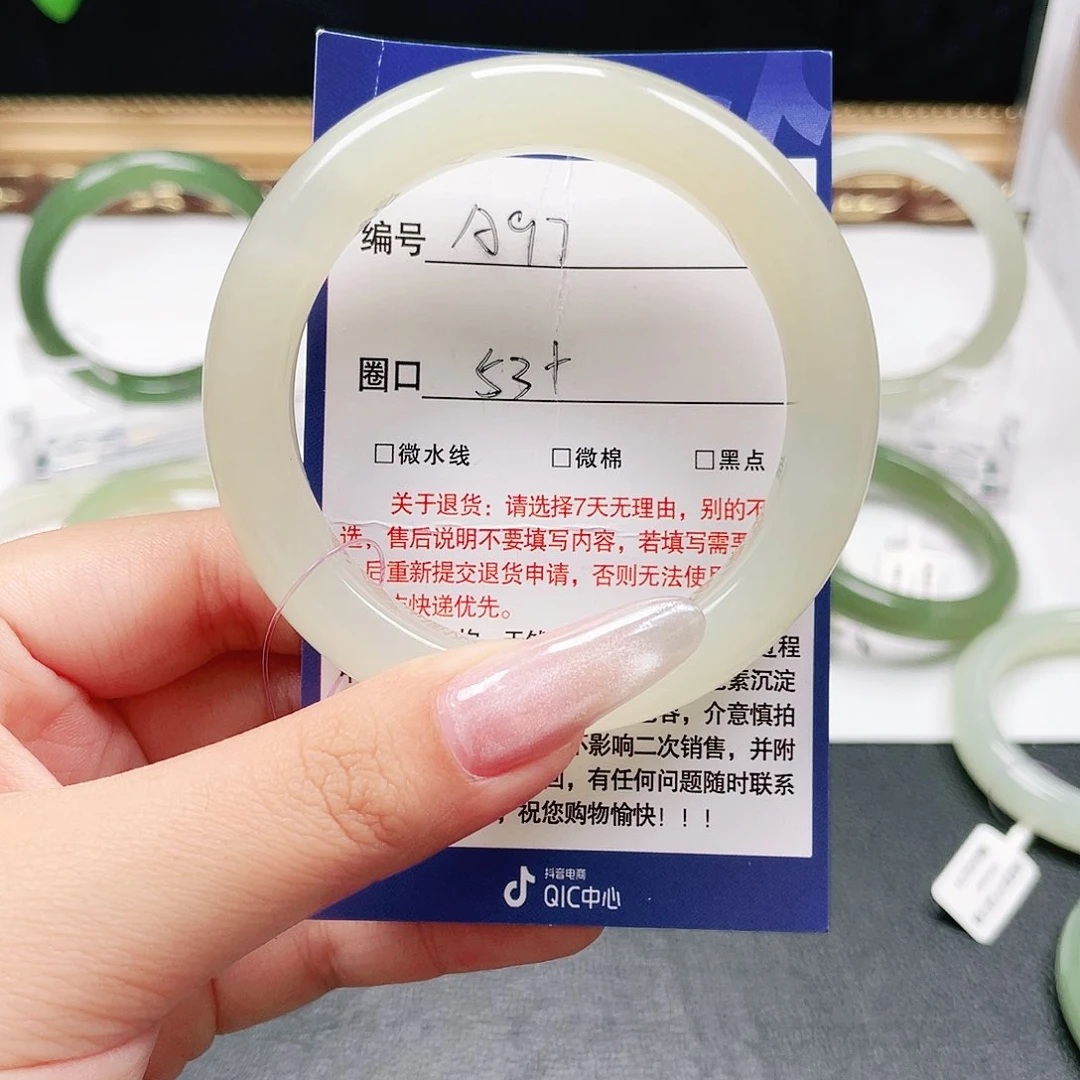 编号 A97
圈口 53+
□微水线 □微棉 □黑点
关于退货：请选择7天无理由，别的不
选，售后说明不要填写内容，若填写需要
后重新提交退货申请，否则无法使用
快递优先。
过程
素沉淀
介意慎拍
不影响二次销售，并附
回，有任何问题随时联系
祝您购物愉快！！！
抖音电商
QIC中心